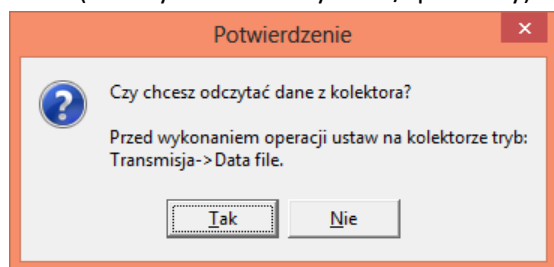 Potwierdzenie
Czy chcesz odczytać dane z kolektora?
Przed wykonaniem operacji ustaw na kolektorze tryb:
Transmisja->Data file.
Tak Nie